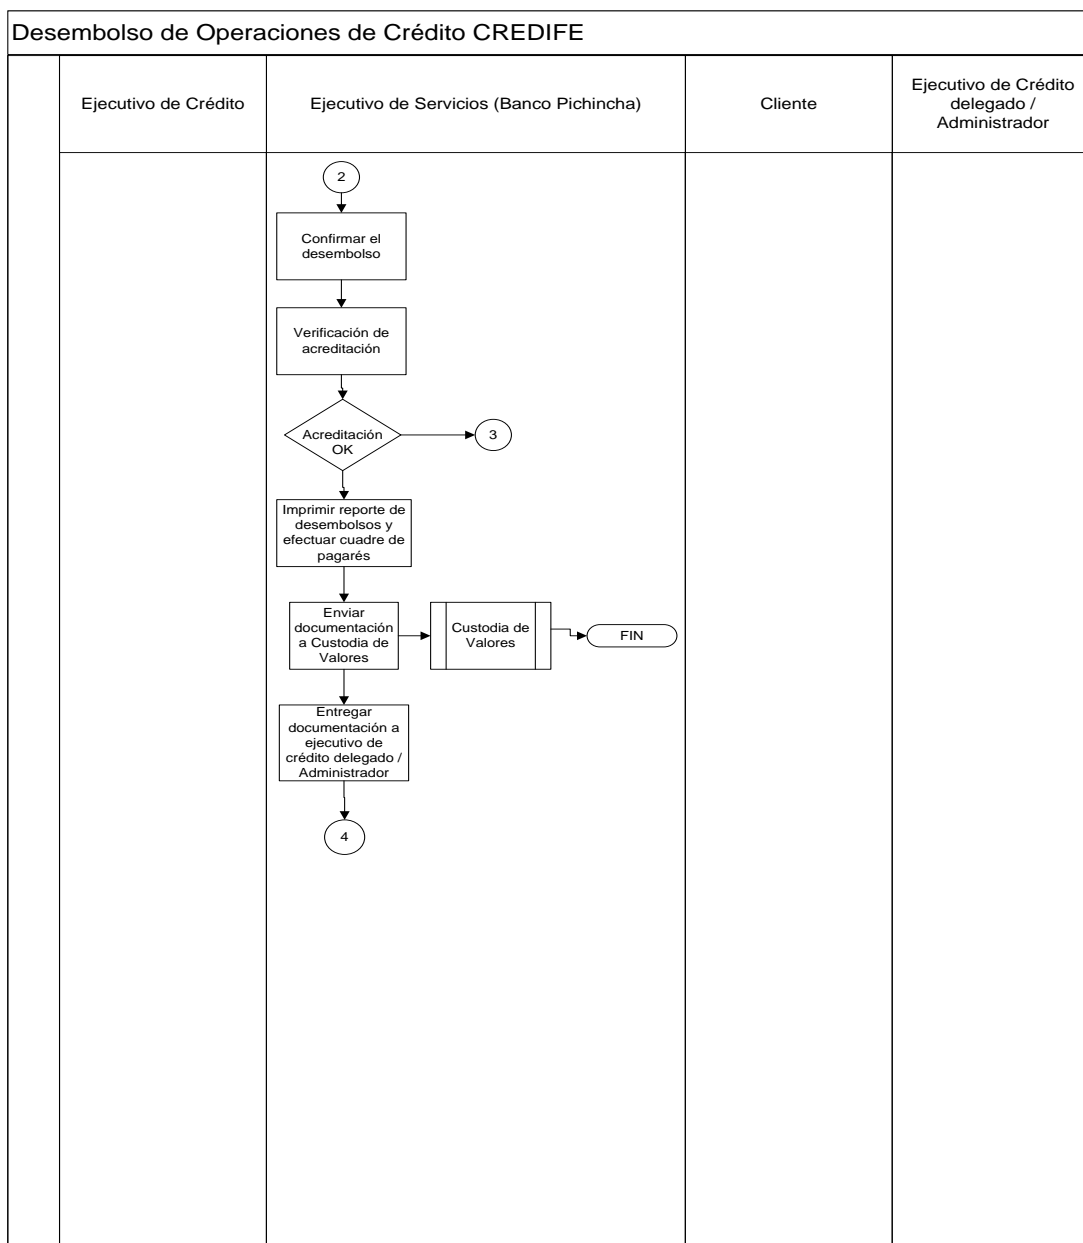 Desembolso de Operaciones de Crédito CREDIFE
Ejecutivo de Crédito
Ejecutivo de Servicios (Banco Pichincha)
Cliente
Ejecutivo de Crédito
delegado /
Administrador
2
Confirmar el
desembolso
Verificación de
acreditación
Acreditación
OK
3
Imprimir reporte de
desembolsos y
efectuar cuadre de
pagarés
Enviar
documentación
a Custodia de
Valores
Custodia de
Valores
FIN
Entregar
documentación a
ejecutivo de
crédito delegado /
Administrador
4